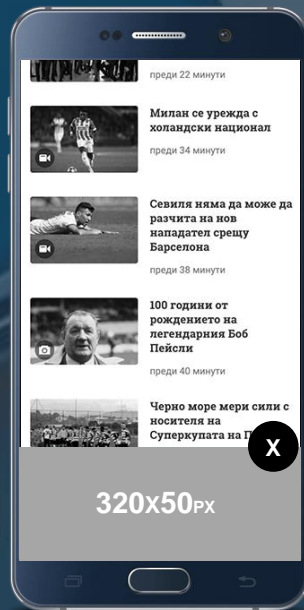 преди 22 минути
Милан се урежда с
холандски национал
преди 34 минути
Севиля няма да може да
разчита на нов
нападател срещу
Барселона
преди 38 минути
100 години от
рождението на
легендарния Боб
Пейсли
преди 40 минути
Черно море мери сили с
носителя на
Суперкупата на
X
320x50PX